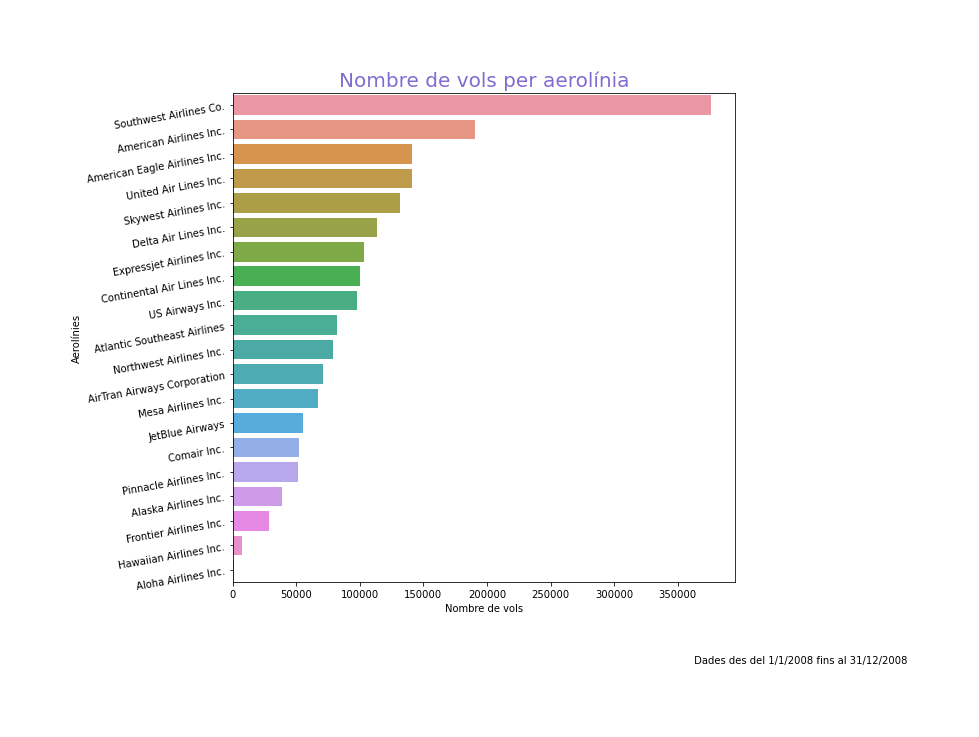 Nombre de vols per aerolínia
Southwest Airlines Co.
American Airlines Inc.
American Eagle Airlines Inc.
United Air Lines Inc.
Skywest Airlines Inc.
Delta Air Lines Inc.
Expressjet Airlines Inc.
Continental Air Lines Inc.
US Airways Inc.
Atlantic Southeast Airlines
Northwest Airlines Inc.
AirTran Airways Corporation
Mesa Airlines Inc.
JetBlue Airways
Comair Inc.
Pinnacle Airlines Inc.
Alaska Airlines Inc.
Frontier Airlines Inc.
Hawaiian Airlines Inc.
Aloha Airlines Inc.
Aerolínies
0 50000 100000 150000 200000 250000 300000 350000
Nombre de vols
Dades des del 1/1/2008 fins al 31/12/2008